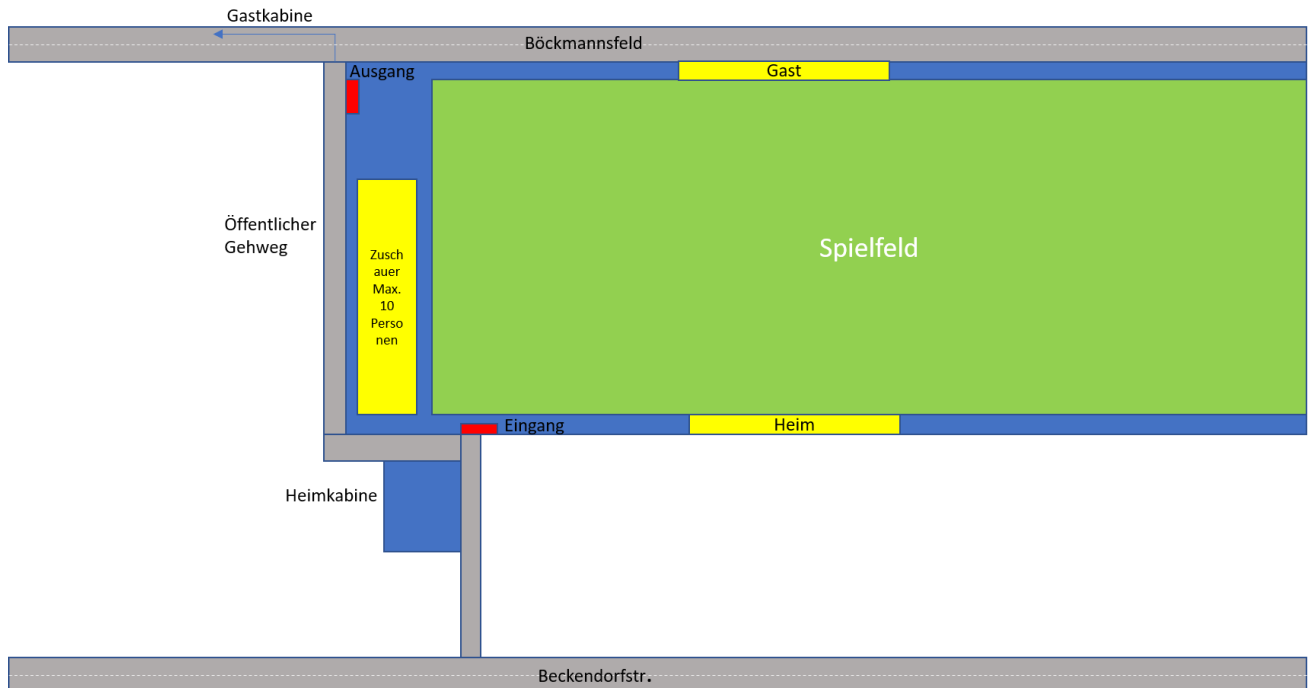 Gastkabine
Böckmannsfeld
Ausgang
Gast
Öffentlicher
Gehweg
Zusch
auer
Max.
10
Perso
nen
Spielfeld
Eingang
Heim
Heimkabine
Beckendorfstr.